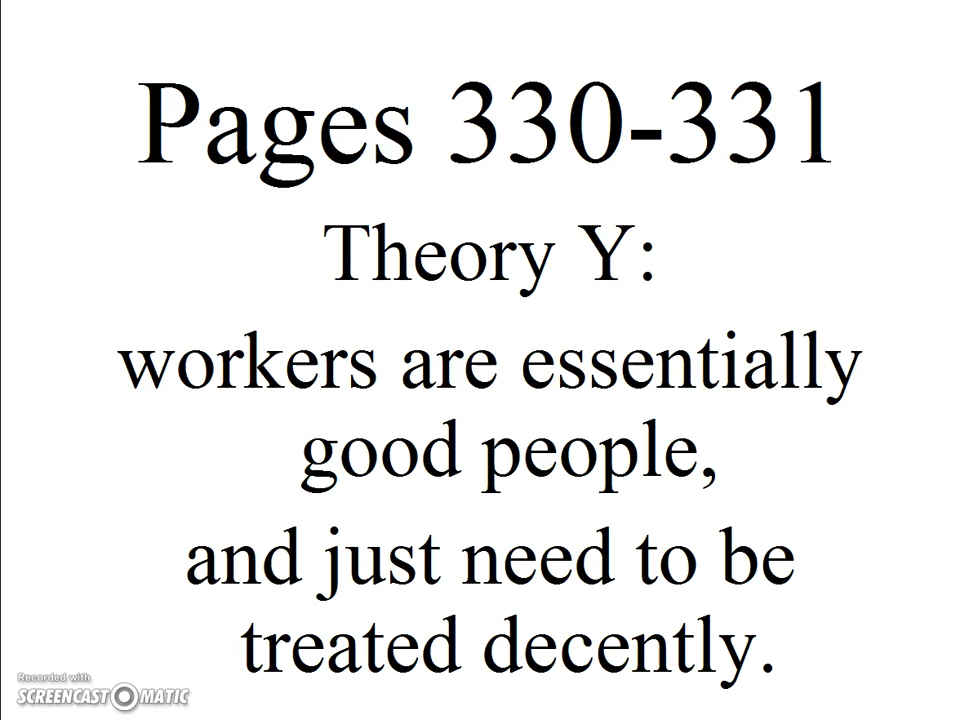 Pages 330-331
Theory Y:
workers are essentially
good people,
and just need to be
treated decently.
Recorded with
SCREENCAST MATIC